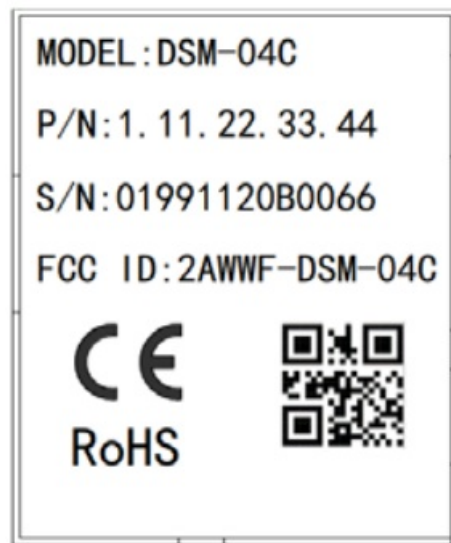 MODEL:DSM-04C
P/N:1.11.22.33.44
S/N:01991120B0066
FCC ID:2AWWF-DSM-04C
CE
RoHS